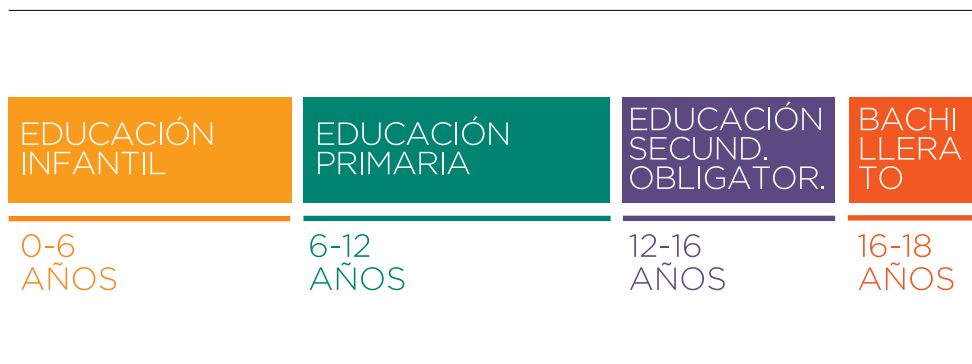 EDUCACIÓN
INFANTIL
EDUCACIÓN
PRIMARIA
EDUCACIÓN
SECUND.
OBLIGATOR.
BACHI
LLERA
TO
0-6
AÑOS
6-12
AÑOS
12-16
AÑOS
16-18
AÑOS